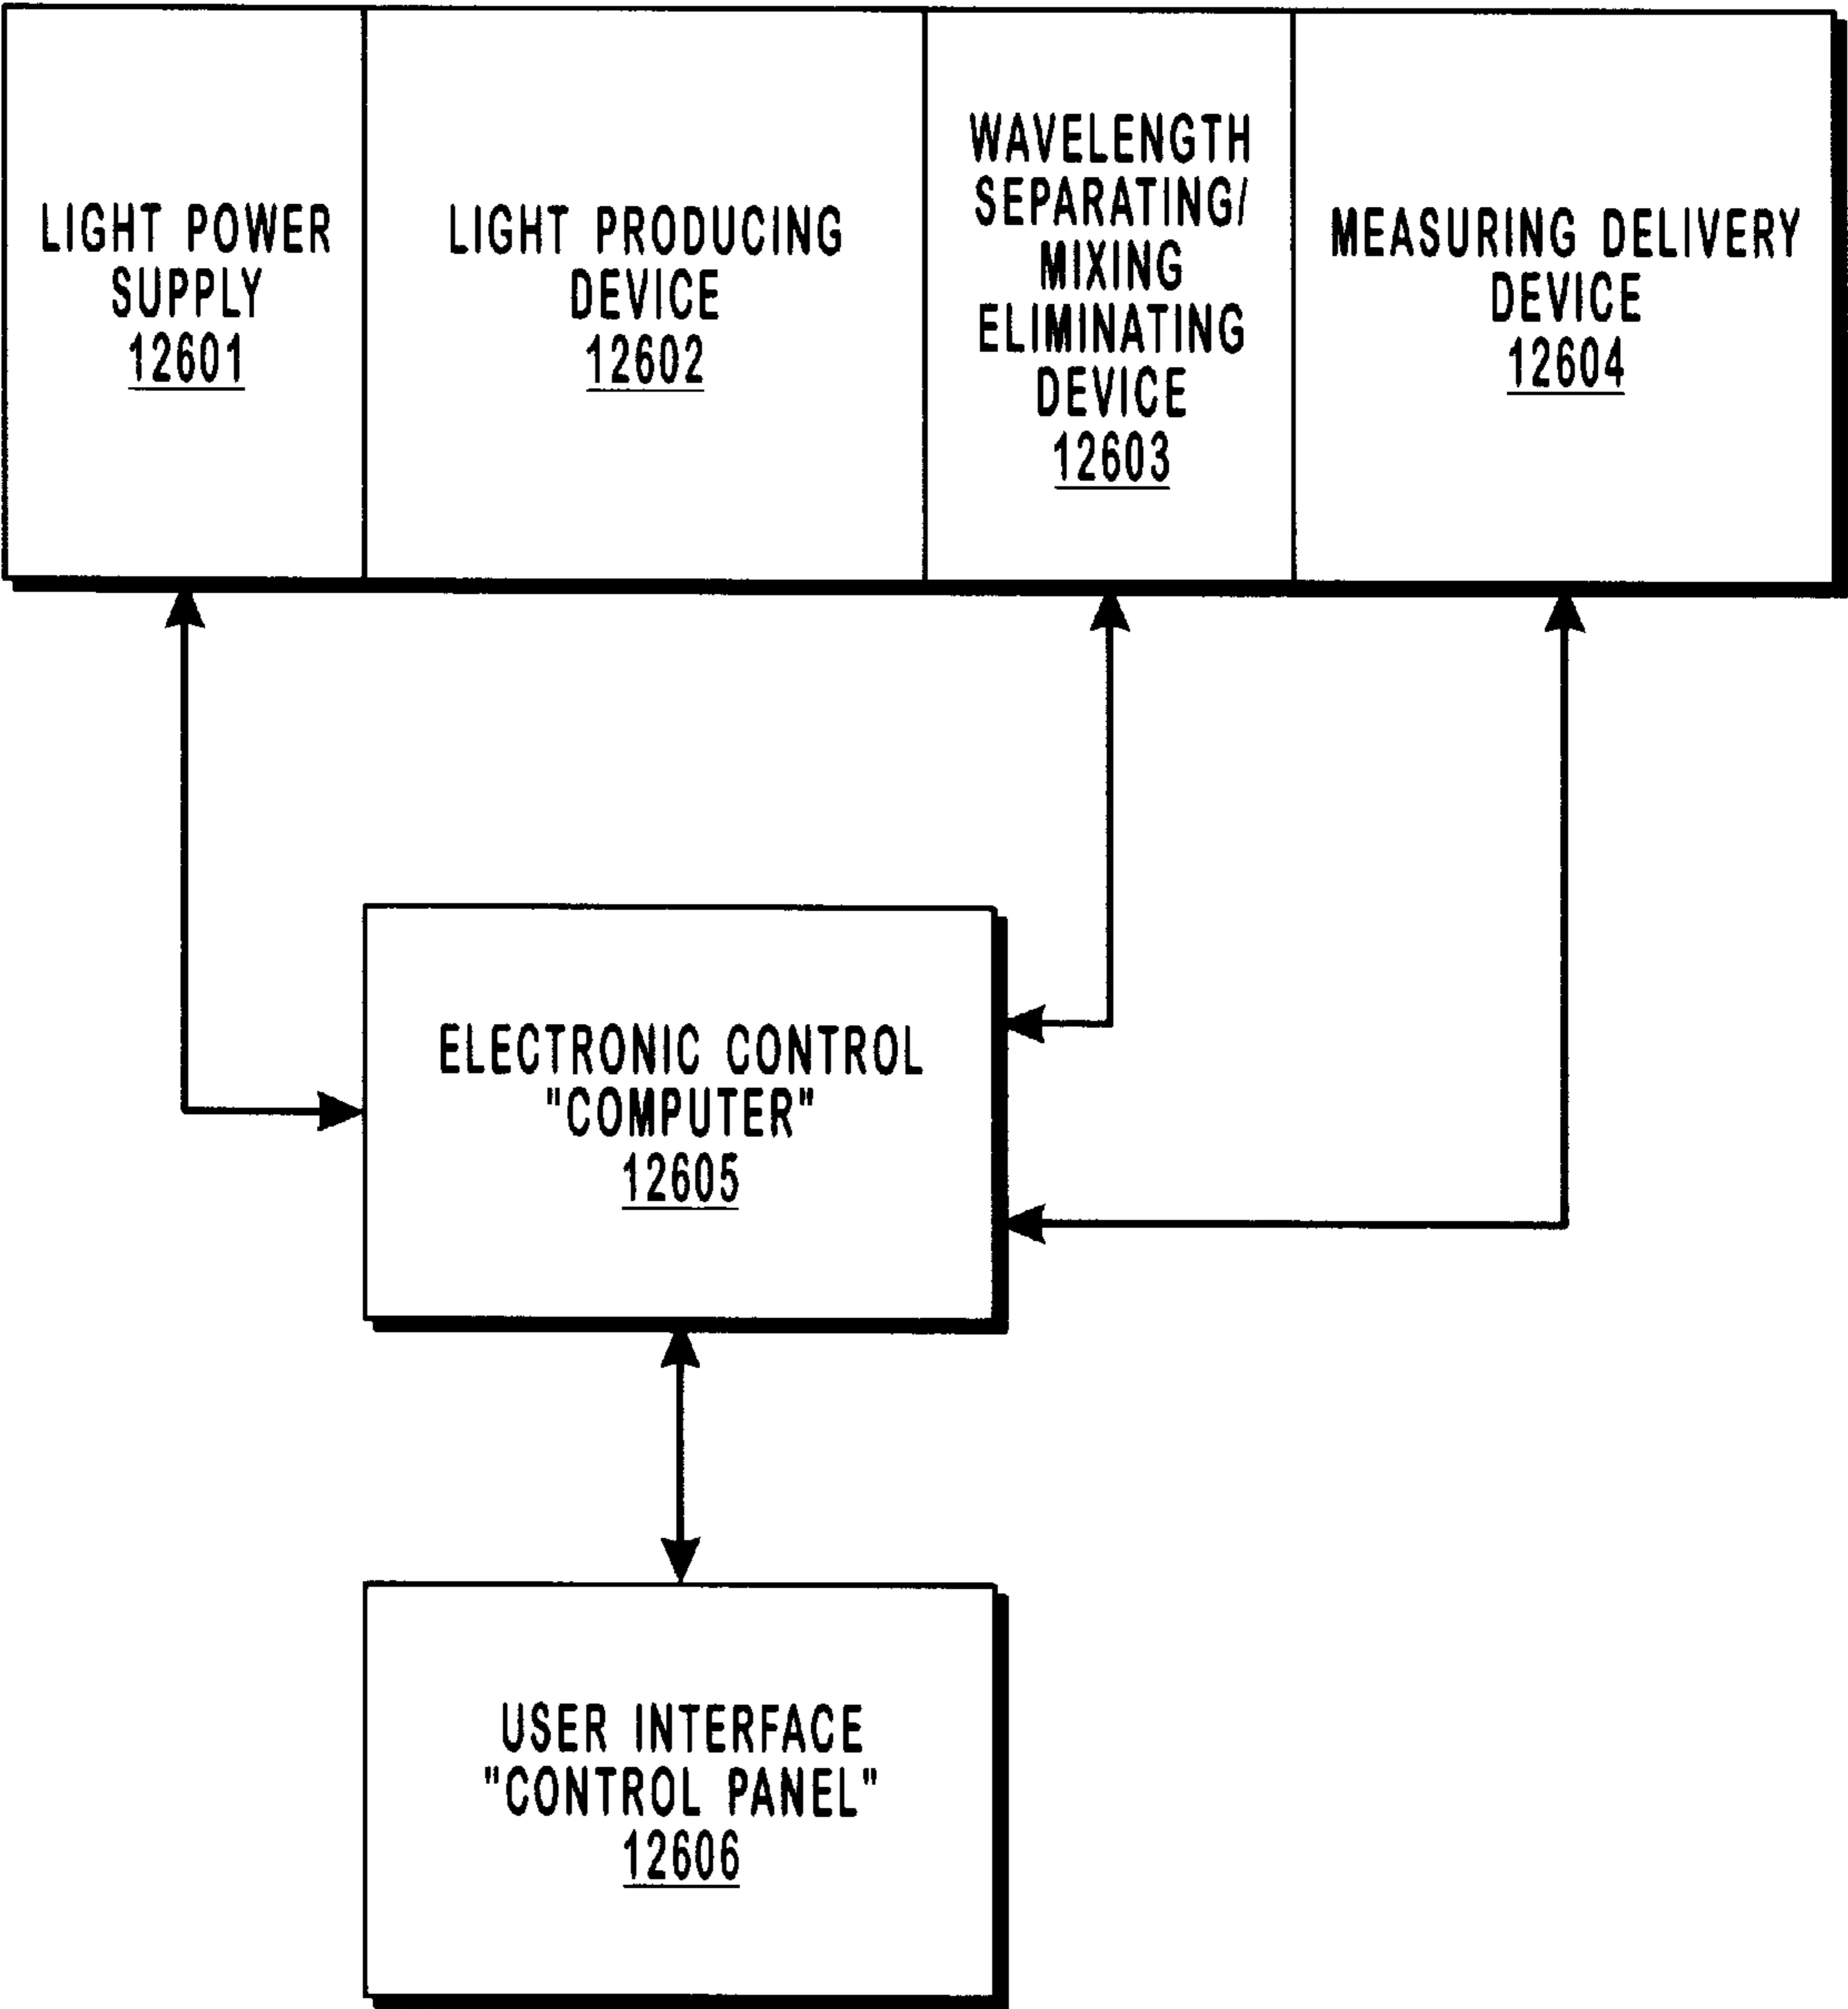 LIGHT POWER
SUPPLY
12601
LIGHT PRODUCING
DEVICE
12602
WAVELENGTH
SEPARATING/
MIXING
ELIMINATING
DEVICE
12603
MEASURING DELIVERY
DEVICE
12604
ELECTRONIC CONTROL
"COMPUTER"
12605
USER INTERFACE
"CONTROL PANEL"
12606